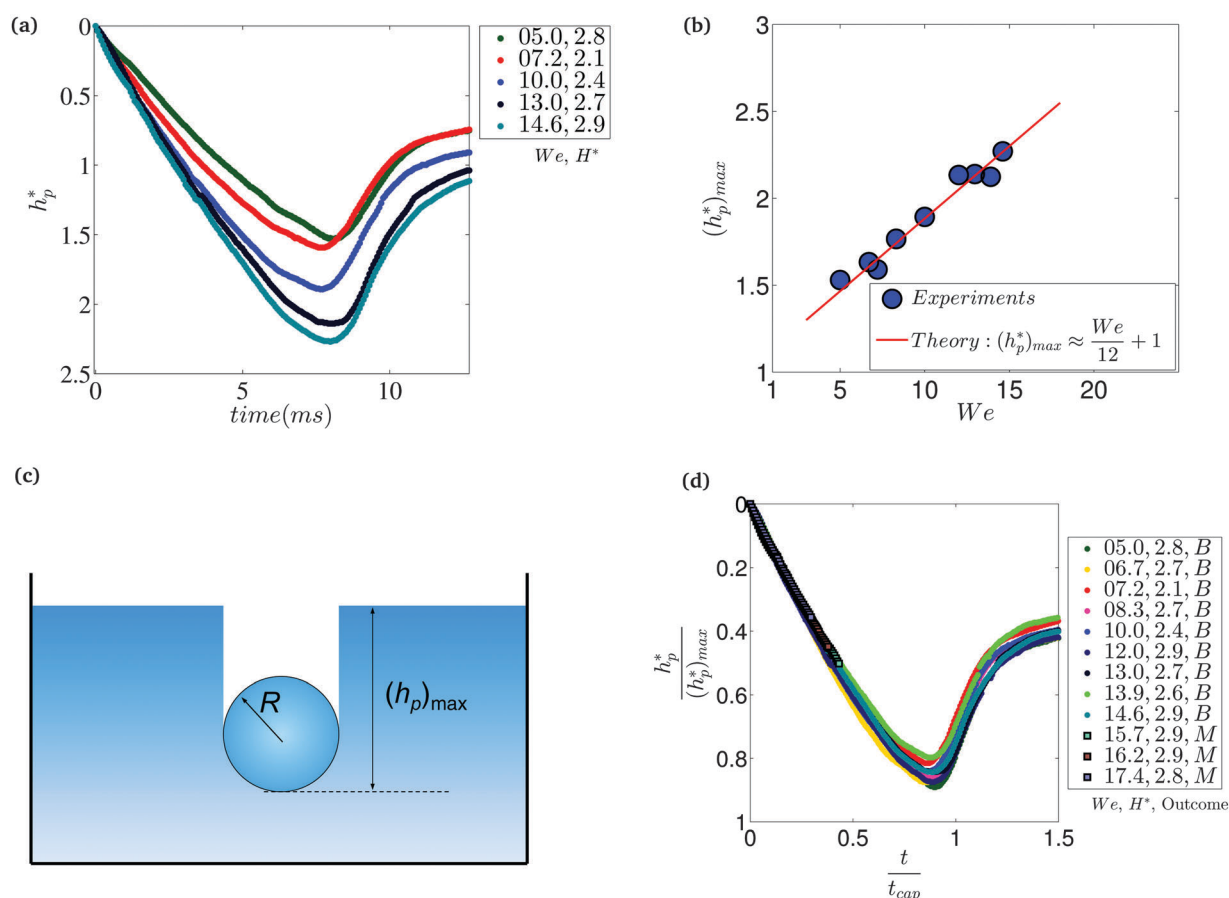 (a)
0
0.5
1
1.5
2
2.5
h*p
0 5 10
time(ms)
05.0, 2.8
07.2, 2.1
10.0, 2.4
13.0, 2.7
14.6, 2.9
We, H*
(b)
3
2.5
2
1.5
1
(h*p)max
1 5 10 15 20
We
Experiments
Theory : (h*p)max ≈ We/12 + 1
(c)
R
(hp)max
(d)
0
0.2
0.4
0.6
0.8
1
h*p/(h*p)max
0 0.5 1 1.5
t/tcap
05.0, 2.8, B
06.7, 2.7, B
07.2, 2.1, B
08.3, 2.7, B
10.0, 2.4, B
12.0, 2.9, B
13.0, 2.7, B
13.9, 2.6, B
14.6, 2.9, B
15.7, 2.9, M
16.2, 2.9, M
17.4, 2.8, M
We, H*, Outcome